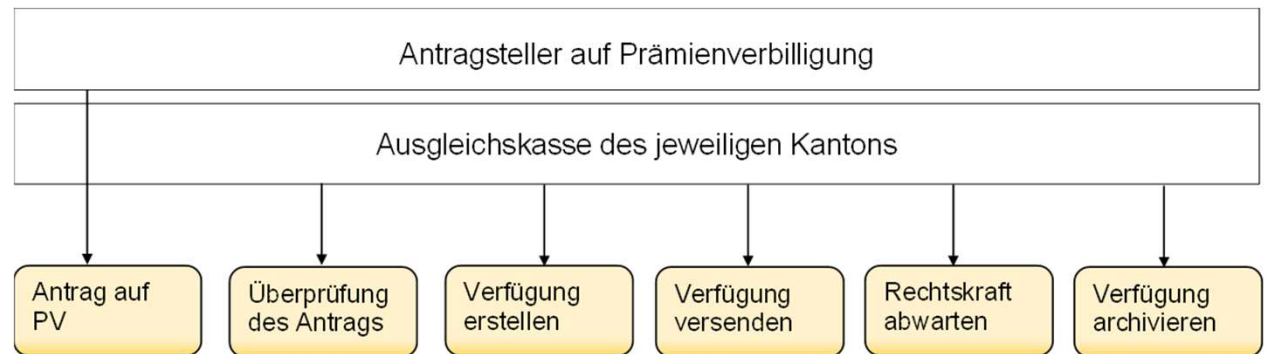 Antragsteller auf Prämienverbilligung
Ausgleichskasse des jeweiligen Kantons
Antrag auf
PV
Überprüfung
des Antrags
Verfügung
erstellen
Verfügung
versenden
Rechtskraft
abwarten
Verfügung
archivieren